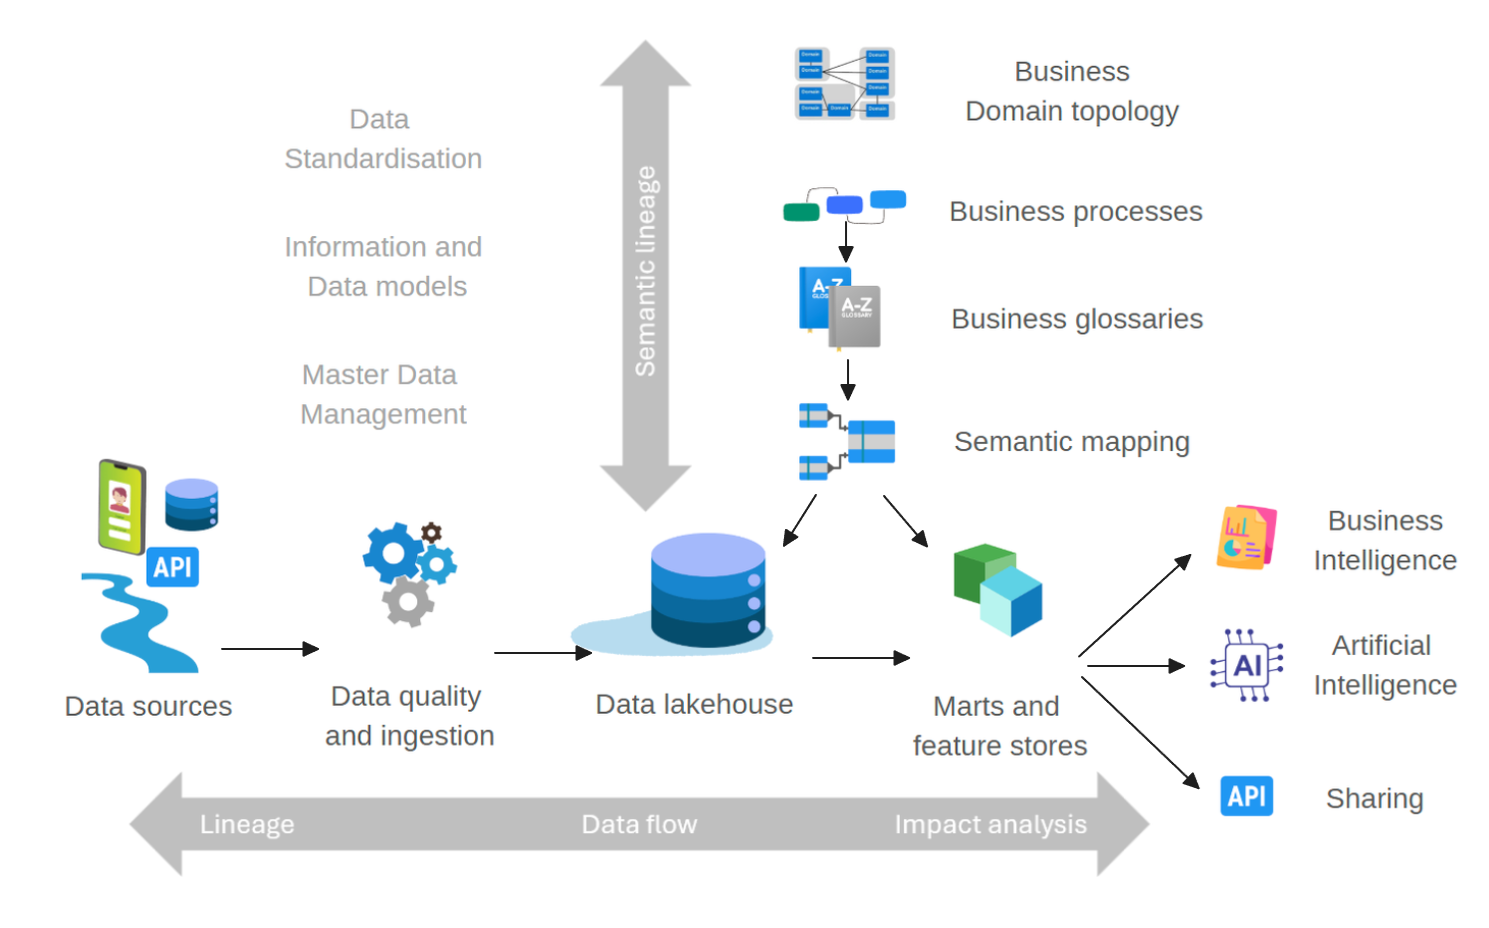 Domain
Domain
Domain
Domain
Domain
Domain
Domain
Domain
Domain
Business
Domain topology
Data
Standardisation
Semantic lineage
Business processes
Information and
Data models
A-Z
A-Z
GLOSSARY
Business glossaries
Master Data
Management
Semantic mapping
API
Business
Intelligence
AI
Artificial
Intelligence
Data sources
Data quality
and ingestion
Data lakehouse
Marts and
feature stores
API
Sharing
Lineage
Data flow
Impact analysis